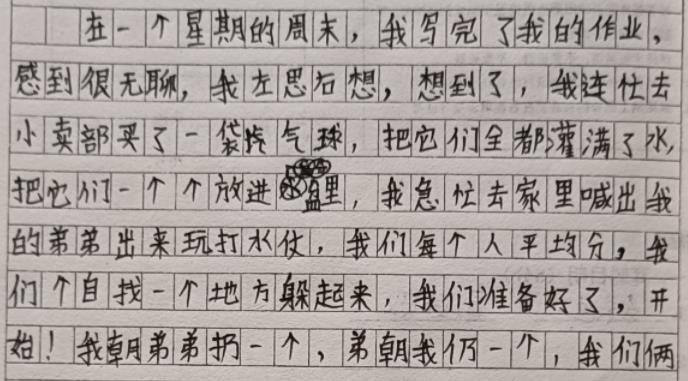 在一个星期的周末，我写完了我的作业，
感到很无聊，我左思右想，想到了，我连忙去
小卖部买了一袋气球，把它们全都灌满了水，
把它们一个个放进盆里，我急忙去家里喊出我
的弟弟出来玩打水仗，我们每个人平均分，我
们个自找一个地方躲起来，我们准备好了，开
始！我朝弟弟扔一个，弟朝我仍一个，我们俩